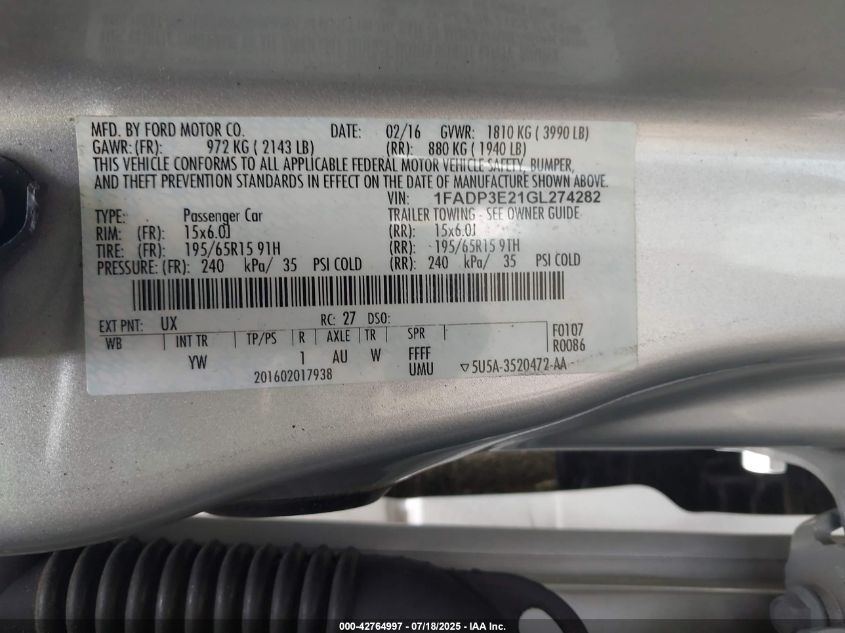 MFD. BY FORD MOTOR CO. DATE: 02/16 GVWR: 1810 KG ( 3990 LB)
GAWR: (FR): 972 KG ( 2143 LB) (RR): 880 KG ( 1940 LB)
THIS VEHICLE CONFORMS TO ALL APPLICABLE FEDERAL MOTOR VEHICLE SAFETY, BUMPER,
AND THEFT PREVENTION STANDARDS IN EFFECT ON THE DATE OF MANUFACTURE SHOWN ABOVE.
VIN: 1FADP3E21GL274282
TYPE: Passenger Car TRAILER TOWING - SEE OWNER GUIDE
RIM: (FR): 15x6.0J (RR): 15x6.0J
TIRE: (FR): 195/65R15 91H (RR): 195/65R15 91H
PRESSURE: (FR): 240 kPa/ 35 PSI COLD (RR): 240 kPa/ 35 PSI COLD
EXT PNT: UX RC: 27 DSO: F0107
WB INT TR TP/PS R AXLE TR SPR R0086
YW 1 AU W FFFF
201602017938 UMU ▽5U5A-3520472-AA
000-42764997 - 07/18/2025 - IAA Inc.